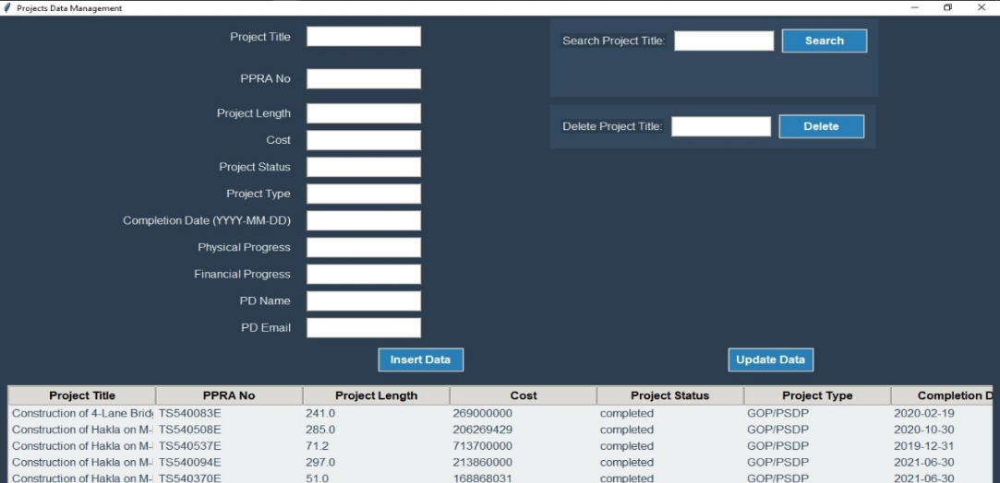 Projects Data Management
Project Title
Search Project Title:
Search
PPRA No
Project Length
Delete Project Title:
Delete
Cost
Project Status
Project Type
Completion Date (YYYY-MM-DD)
Physical Progress
Financial Progress
PD Name
PD Email
Insert Data
Update Data
Project Title PPRA No Project Length Cost Project Status Project Type Completion D
Construction of 4-Lane Bridg TS540083E 241.0 269000000 completed GOP/PSDP 2020-02-19
Construction of Hakla on M- TS540508E 285.0 206269429 completed GOP/PSDP 2020-10-30
Construction of Hakla on M- TS540537E 71.2 713700000 completed GOP/PSDP 2019-12-31
Construction of Hakla on M- TS540094E 297.0 213860000 completed GOP/PSDP 2021-06-30
Construction of Hakla on M- TS540370E 51.0 168868031 completed GOP/PSDP 2021-06-30